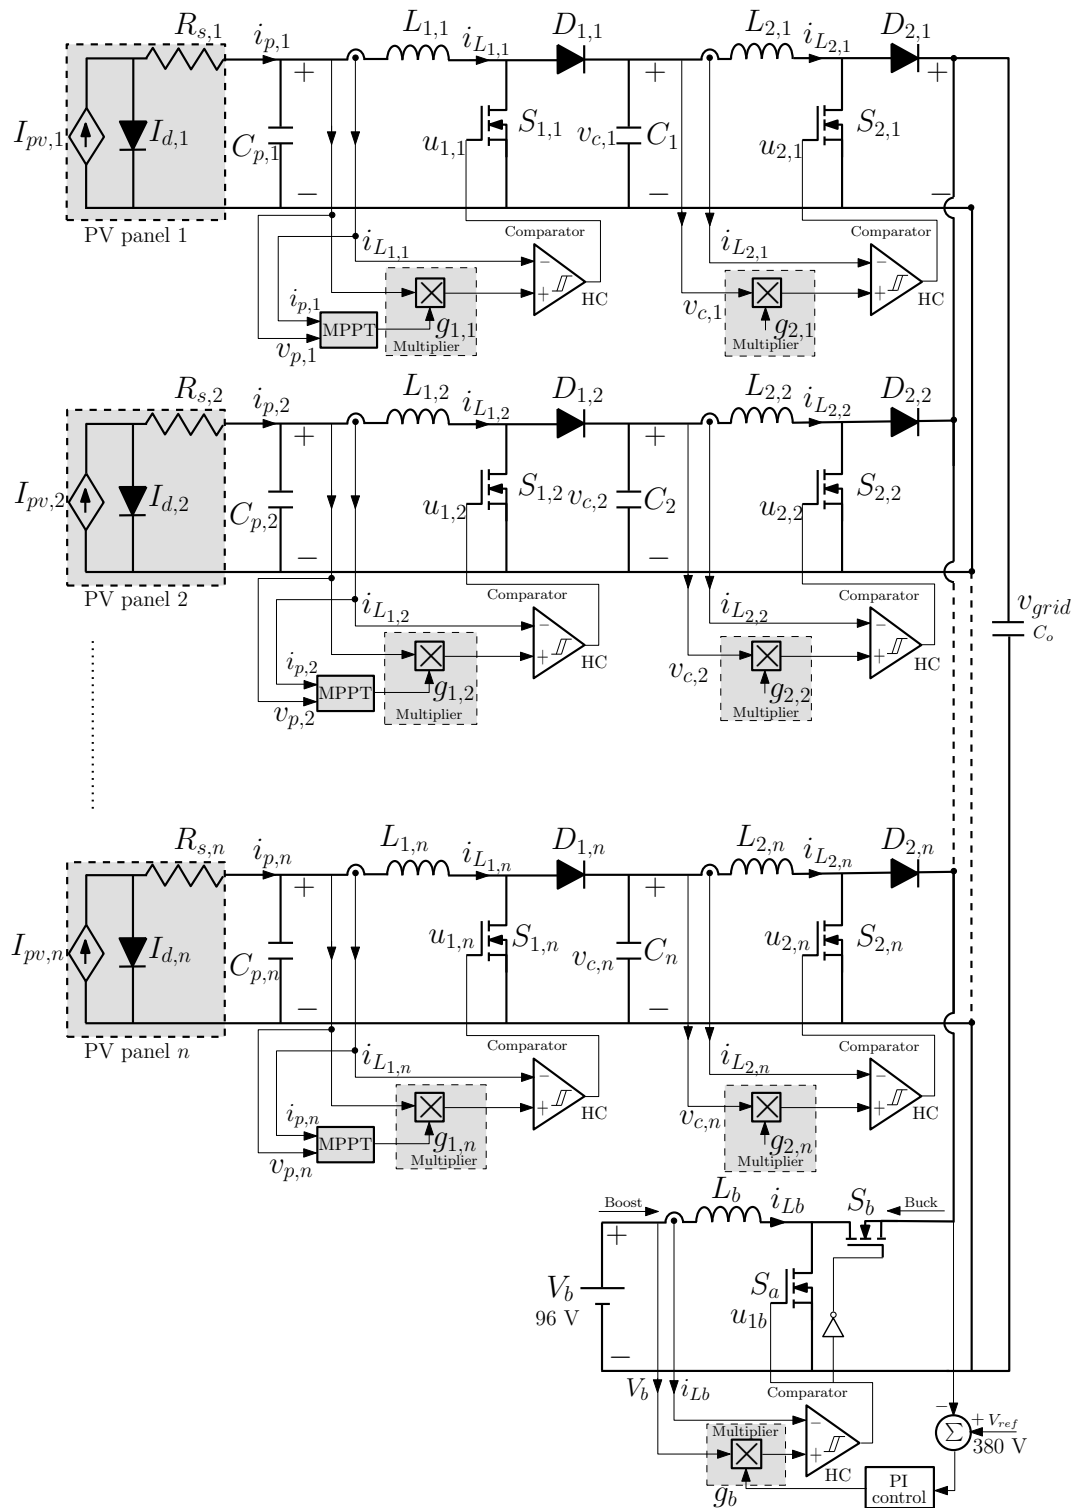 R_{s,1} i_{p,1} L_{1,1} i_{L_{1,1}} D_{1,1} L_{2,1} i_{L_{2,1}} D_{2,1}
+ + +
I_{pv,1} I_{d,1} C_{p,1} u_{1,1} S_{1,1} v_{c,1} C_1 u_{2,1} S_{2,1}
− − −
PV panel 1
i_{L_{1,1}} Comparator i_{L_{2,1}} Comparator
− −
+ +
i_{p,1} HC HC
MPPT g_{1,1} v_{c,1} g_{2,1}
v_{p,1} Multiplier Multiplier
R_{s,2} i_{p,2} L_{1,2} i_{L_{1,2}} D_{1,2} L_{2,2} i_{L_{2,2}} D_{2,2}
+ +
I_{pv,2} I_{d,2} C_{p,2} u_{1,2} S_{1,2} v_{c,2} C_2 u_{2,2} S_{2,2}
− −
PV panel 2
v_{grid}
C_o
i_{L_{1,2}} Comparator i_{L_{2,2}} Comparator
− −
+ +
i_{p,2} HC HC
MPPT g_{1,2} v_{c,2} g_{2,2}
v_{p,2} Multiplier Multiplier
R_{s,n} i_{p,n} L_{1,n} i_{L_{1,n}} D_{1,n} L_{2,n} i_{L_{2,n}} D_{2,n}
+ +
I_{pv,n} I_{d,n} C_{p,n} u_{1,n} S_{1,n} v_{c,n} C_n u_{2,n} S_{2,n}
− −
PV panel n
i_{L_{1,n}} Comparator i_{L_{2,n}} Comparator
− −
+ +
i_{p,n} HC HC
MPPT g_{1,n} v_{c,n} g_{2,n}
v_{p,n} Multiplier Multiplier
Boost L_b i_{Lb} S_b Buck
+
V_b S_a
96 V u_{1b}
−
V_b i_{Lb} Comparator
−
− + V_{ref}
Σ 380 V
Multiplier
+
HC
g_b PI
control